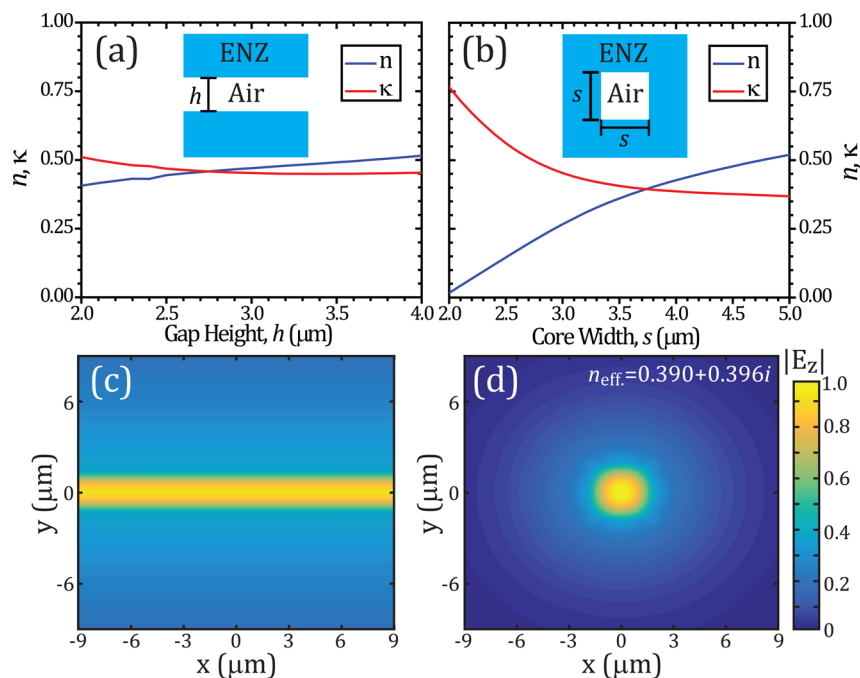 (a)
ENZ
h
Air
n
κ
n, κ
1.00
0.75
0.50
0.25
0.00
2.0 2.5 3.0 3.5 4.0
Gap Height, h (μm)
(b)
ENZ
s
Air
s
n
κ
1.00
0.75
0.50
0.25
0.00
n, κ
2.0 2.5 3.0 3.5 4.0 4.5 5.0
Core Width, s (μm)
(c)
y (μm)
6
0
-6
-9 -6 -3 0 3 6 9
x (μm)
(d)
n eff.=0.390+0.396i
y (μm)
6
0
-6
-9 -6 -3 0 3 6 9
x (μm)
|Ez|
1.0
0.8
0.6
0.4
0.2
0